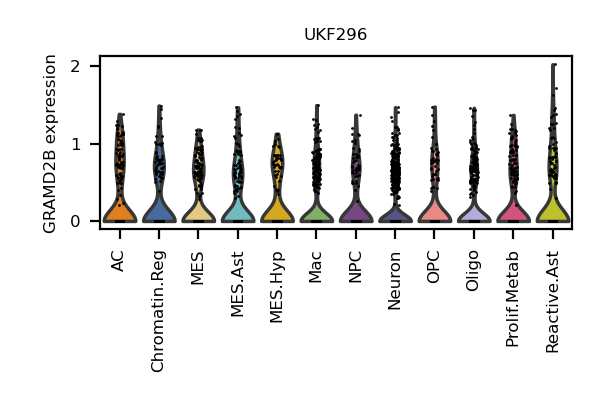 UKF296
GRAMD2B expression
2
1
0
AC
Chromatin.Reg
MES
MES.Ast
MES.Hyp
Mac
NPC
Neuron
OPC
Oligo
Prolif.Metab
Reactive.Ast